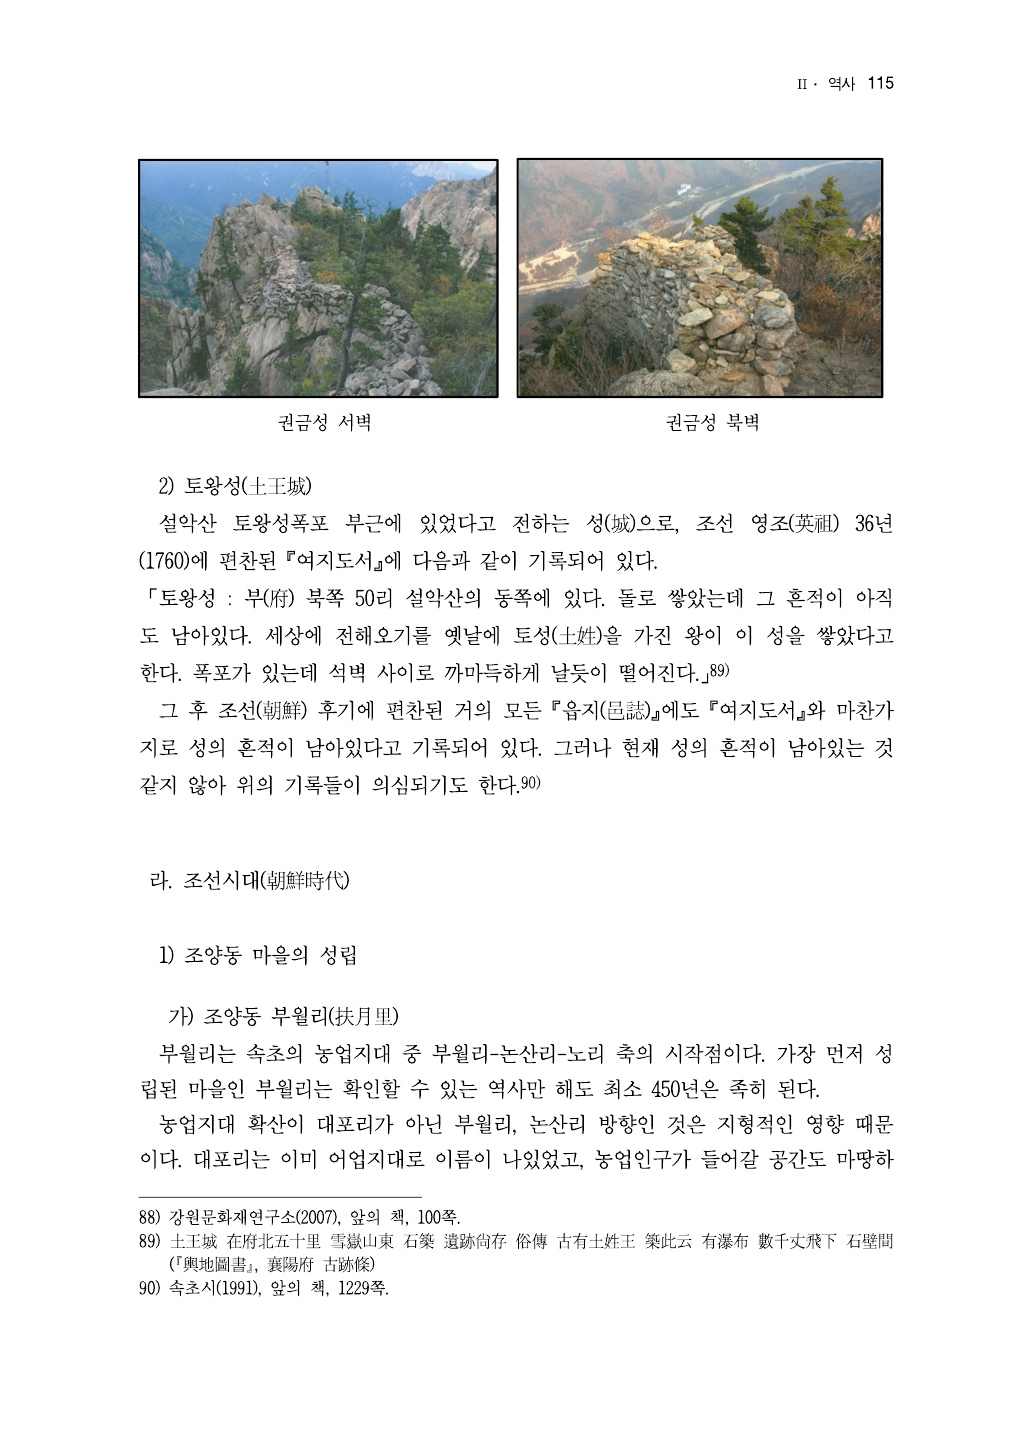 II · 역사 115
권금성 서벽
권금성 북벽
2) 토왕성(土王城)
설악산 토왕성폭포 부근에 있었다고 전하는 성(城)으로, 조선 영조(英祖) 36년
(1760)에 편찬된『여지도서』에 다음과 같이 기록되어 있다.
「토왕성 : 부(府) 북쪽 50리 설악산의 동쪽에 있다. 돌로 쌓았는데 그 흔적이 아직
도 남아있다. 세상에 전해오기를 옛날에 토성(土姓)을 가진 왕이 이 성을 쌓았다고
한다. 폭포가 있는데 석벽 사이로 까마득하게 날듯이 떨어진다.」89)
그 후 조선(朝鮮) 후기에 편찬된 거의 모든『읍지(邑誌)』에도『여지도서』와 마찬가
지로 성의 흔적이 남아있다고 기록되어 있다. 그러나 현재 성의 흔적이 남아있는 것
같지 않아 위의 기록들이 의심되기도 한다.90)
라. 조선시대(朝鮮時代)
1) 조양동 마을의 성립
가) 조양동 부월리(扶月里)
부월리는 속초의 농업지대 중 부월리-논산리-노리 축의 시작점이다. 가장 먼저 성
립된 마을인 부월리는 확인할 수 있는 역사만 해도 최소 450년은 족히 된다.
농업지대 확산이 대포리가 아닌 부월리, 논산리 방향인 것은 지형적인 영향 때문
이다. 대포리는 이미 어업지대로 이름이 나있었고, 농업인구가 들어갈 공간도 마땅하
88) 강원문화재연구소(2007), 앞의 책, 100쪽.
89) 土王城 在府北五十里 雪嶽山東 石築 遺跡尙存 俗傳 古有土姓王 築此云 有瀑布 數千丈飛下 石壁間
(『輿地圖書』, 襄陽府 古跡條)
90) 속초시(1991), 앞의 책, 1229쪽.